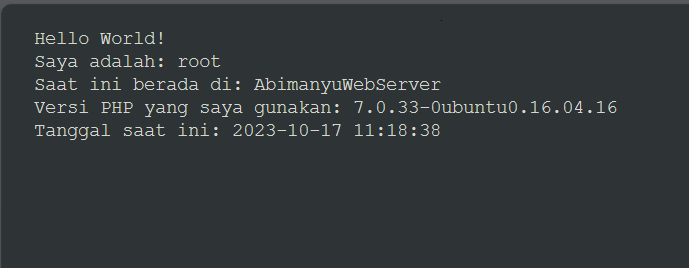 Hello World!
Saya adalah: root
Saat ini berada di: AbimanyuWebServer
Versi PHP yang saya gunakan: 7.0.33-0ubuntu0.16.04.16
Tanggal saat ini: 2023-10-17 11:18:38